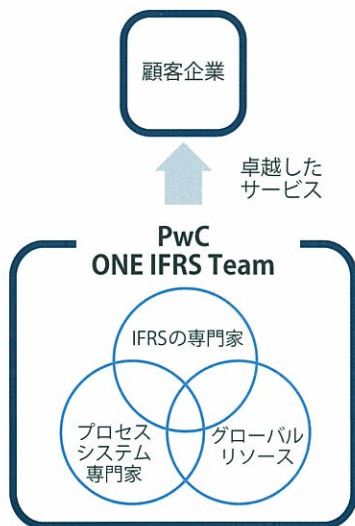 顧客企業
卓越した
サービス
PwC
ONE IFRS Team
IFRSの専門家
プロセス
システム
専門家
グローバル
リソース